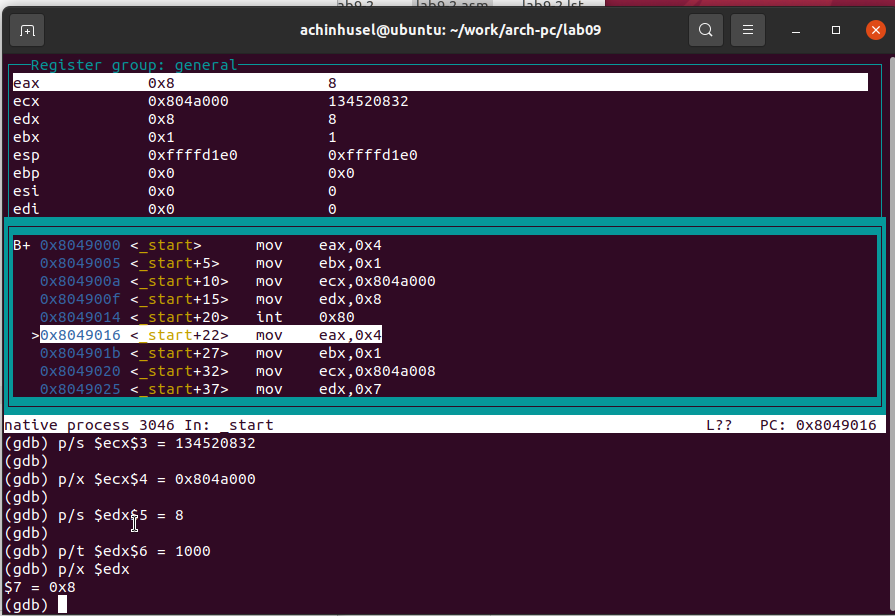 achinhusel@ubuntu: ~/work/arch-pc/lab09
Register group: general
eax 0x8 8
ecx 0x804a000 134520832
edx 0x8 8
ebx 0x1 1
esp 0xffffd1e0 0xffffd1e0
ebp 0x0 0x0
esi 0x0 0
edi 0x0 0
B+ 0x8049000 <_start> mov eax,0x4
0x8049005 <_start+5> mov ebx,0x1
0x804900a <_start+10> mov ecx,0x804a000
0x804900f <_start+15> mov edx,0x8
0x8049014 <_start+20> int 0x80
>0x8049016 <_start+22> mov eax,0x4
0x804901b <_start+27> mov ebx,0x1
0x8049020 <_start+32> mov ecx,0x804a008
0x8049025 <_start+37> mov edx,0x7
native process 3046 In: _start L?? PC: 0x8049016
(gdb) p/s $ecx$3 = 134520832
(gdb)
(gdb) p/x $ecx$4 = 0x804a000
(gdb)
(gdb) p/s $edx$5 = 8
(gdb)
(gdb) p/t $edx$6 = 1000
(gdb) p/x $edx
$7 = 0x8
(gdb)